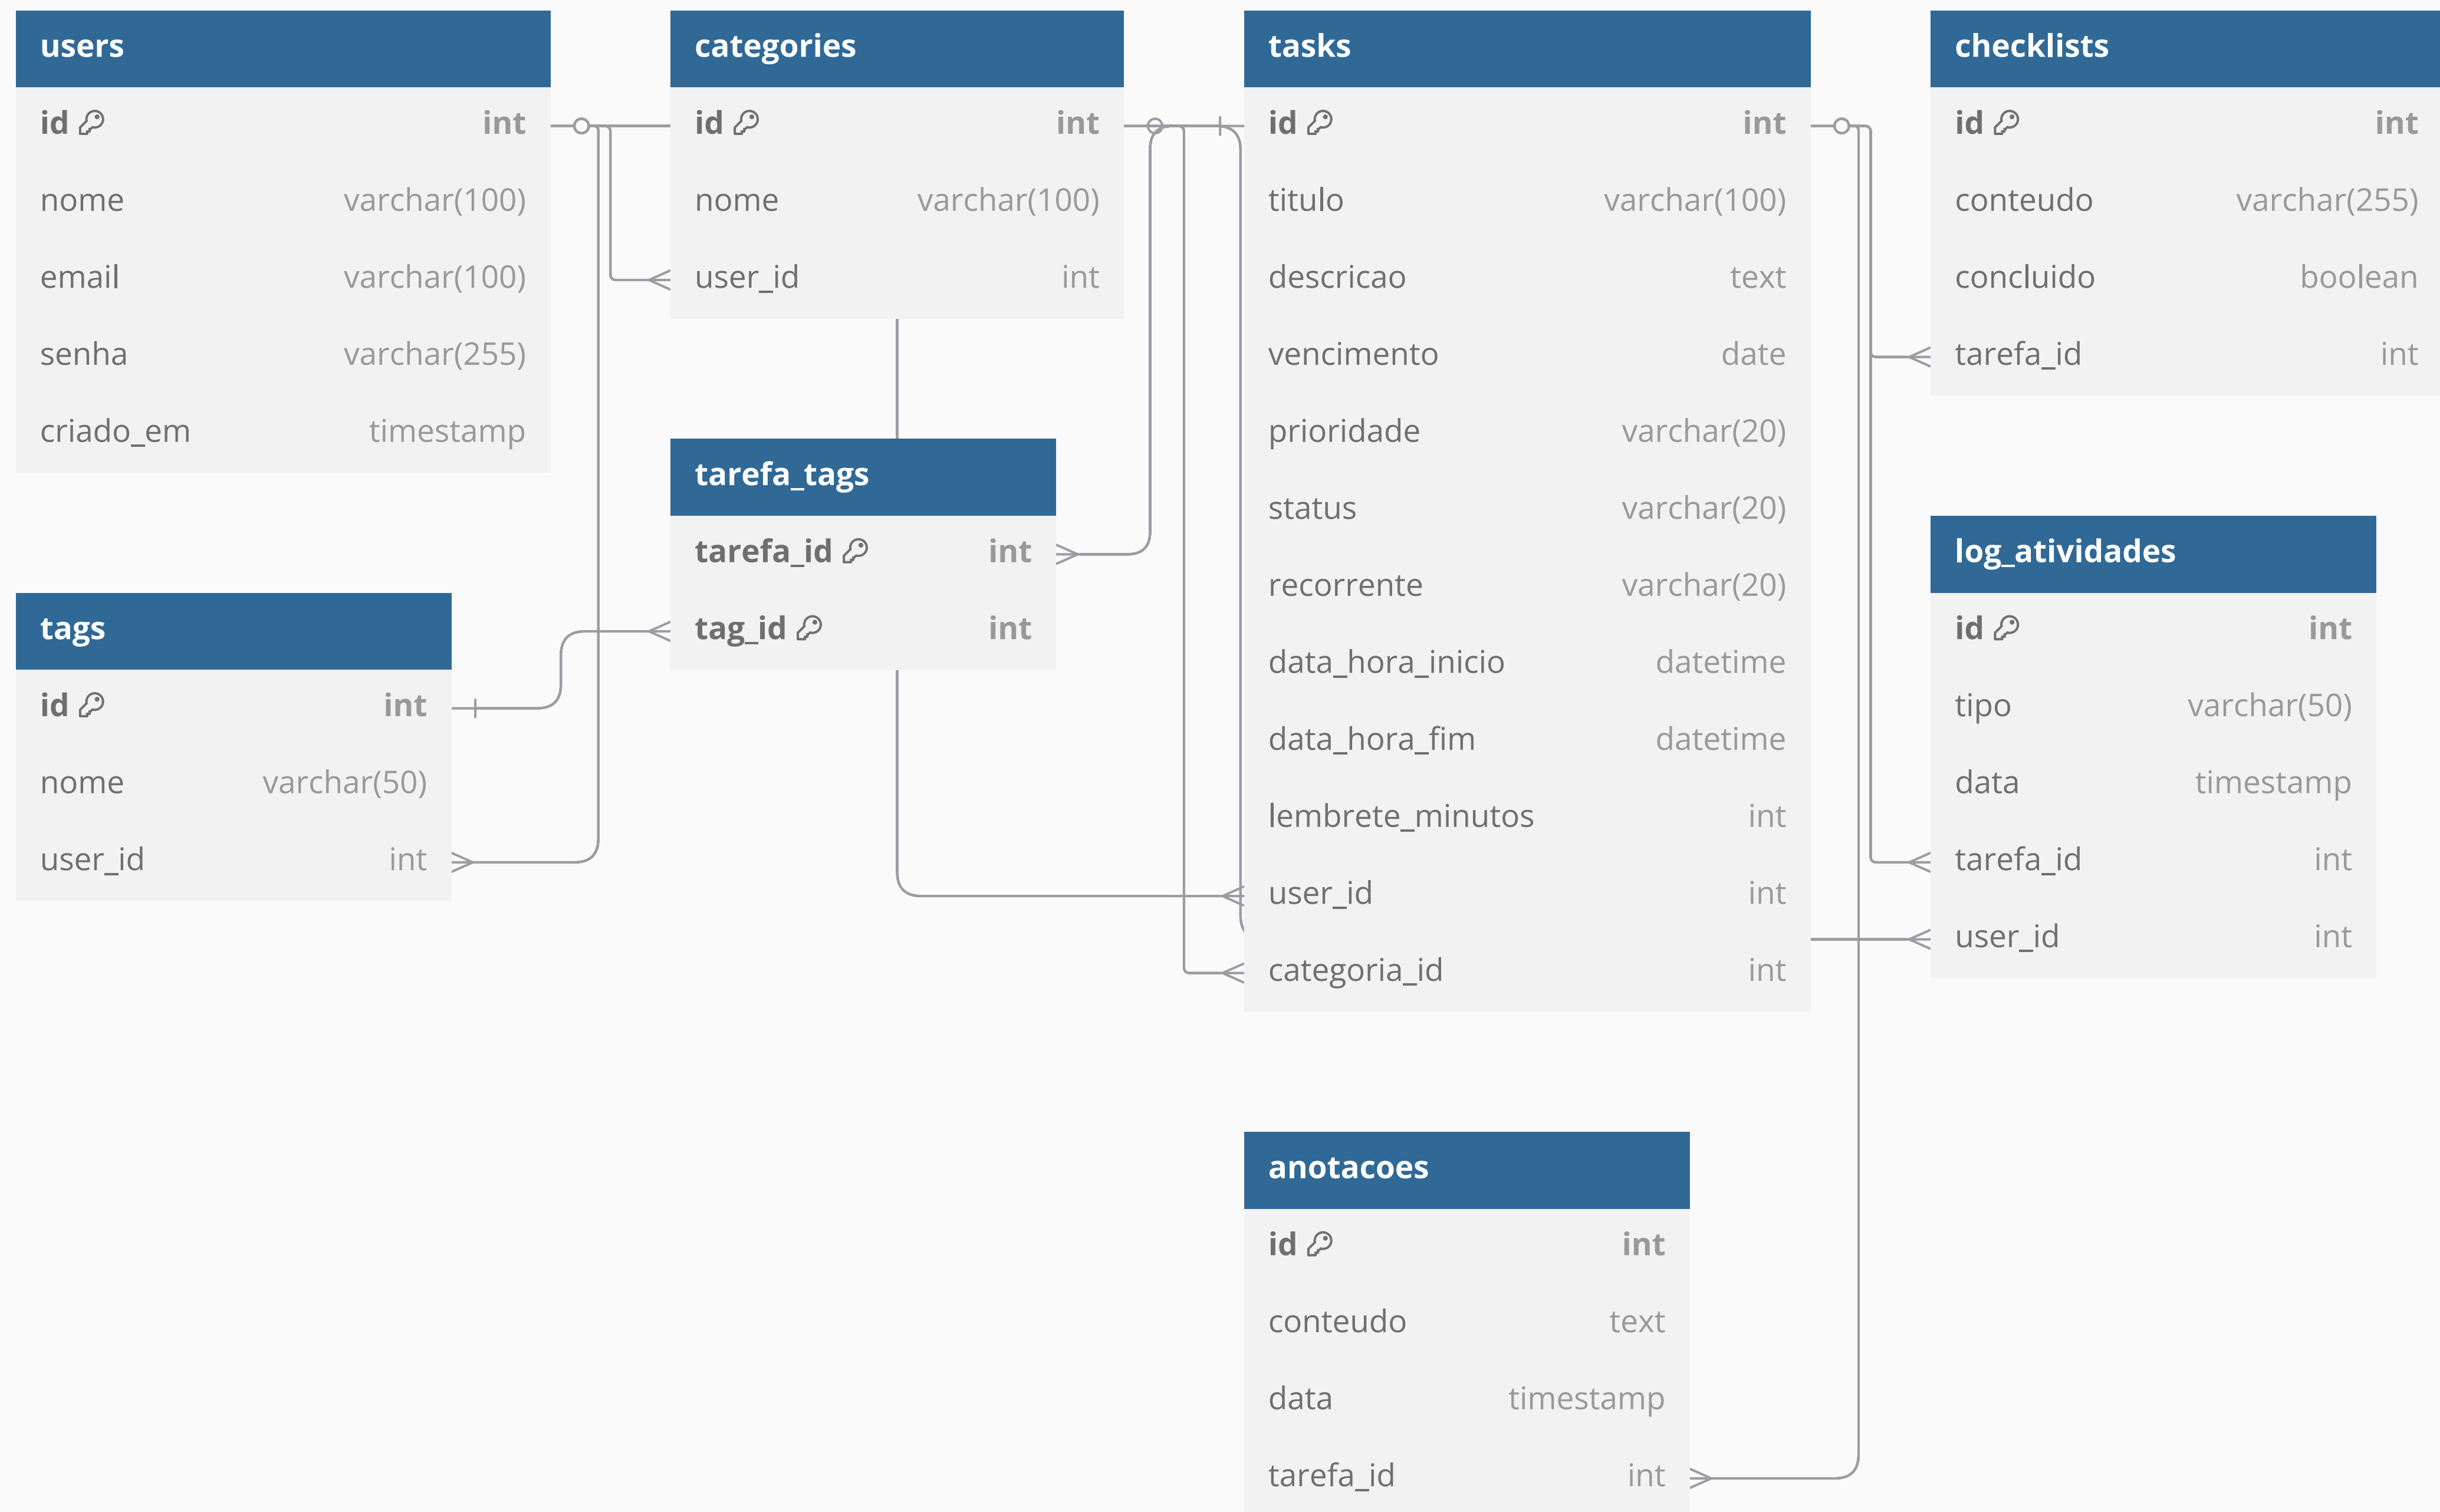 users
id int
nome varchar(100)
email varchar(100)
senha varchar(255)
criado_em timestamp
categories
id int
nome varchar(100)
user_id int
tasks
id int
titulo varchar(100)
descricao text
vencimento date
prioridade varchar(20)
status varchar(20)
recorrente varchar(20)
data_hora_inicio datetime
data_hora_fim datetime
lembrete_minutos int
user_id int
categoria_id int
checklists
id int
conteudo varchar(255)
concluido boolean
tarefa_id int
tarefa_tags
tarefa_id int
tag_id int
tags
id int
nome varchar(50)
user_id int
log_atividades
id int
tipo varchar(50)
data timestamp
tarefa_id int
user_id int
anotacoes
id int
conteudo text
data timestamp
tarefa_id int